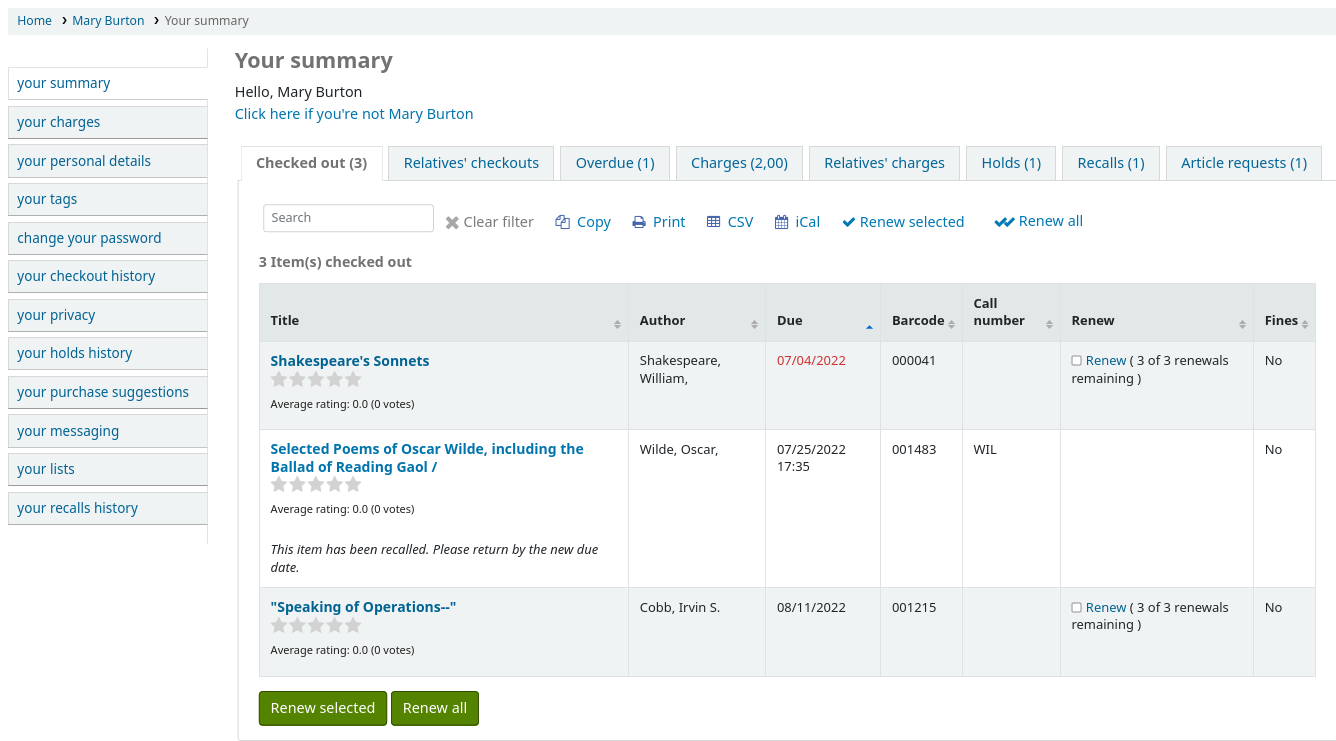 Home › Mary Burton › Your summary
your summary
your charges
your personal details
your tags
change your password
your checkout history
your privacy
your holds history
your purchase suggestions
your messaging
your lists
your recalls history
Your summary
Hello, Mary Burton
Click here if you're not Mary Burton
Checked out (3) Relatives' checkouts Overdue (1) Charges (2,00) Relatives' charges Holds (1) Recalls (1) Article requests (1)
Search Clear filter Copy Print CSV iCal Renew selected Renew all
3 Item(s) checked out
Title Author Due Barcode Call number Renew Fines
Shakespeare's Sonnets
Average rating: 0.0 (0 votes)
Shakespeare,
William,
07/04/2022
000041
Renew ( 3 of 3 renewals
remaining )
No
Selected Poems of Oscar Wilde, including the
Ballad of Reading Gaol /
Average rating: 0.0 (0 votes)
This item has been recalled. Please return by the new due
date.
Wilde, Oscar,
07/25/2022
17:35
001483
WIL
No
"Speaking of Operations--"
Average rating: 0.0 (0 votes)
Cobb, Irvin S.
08/11/2022
001215
Renew ( 3 of 3 renewals
remaining )
No
Renew selected Renew all